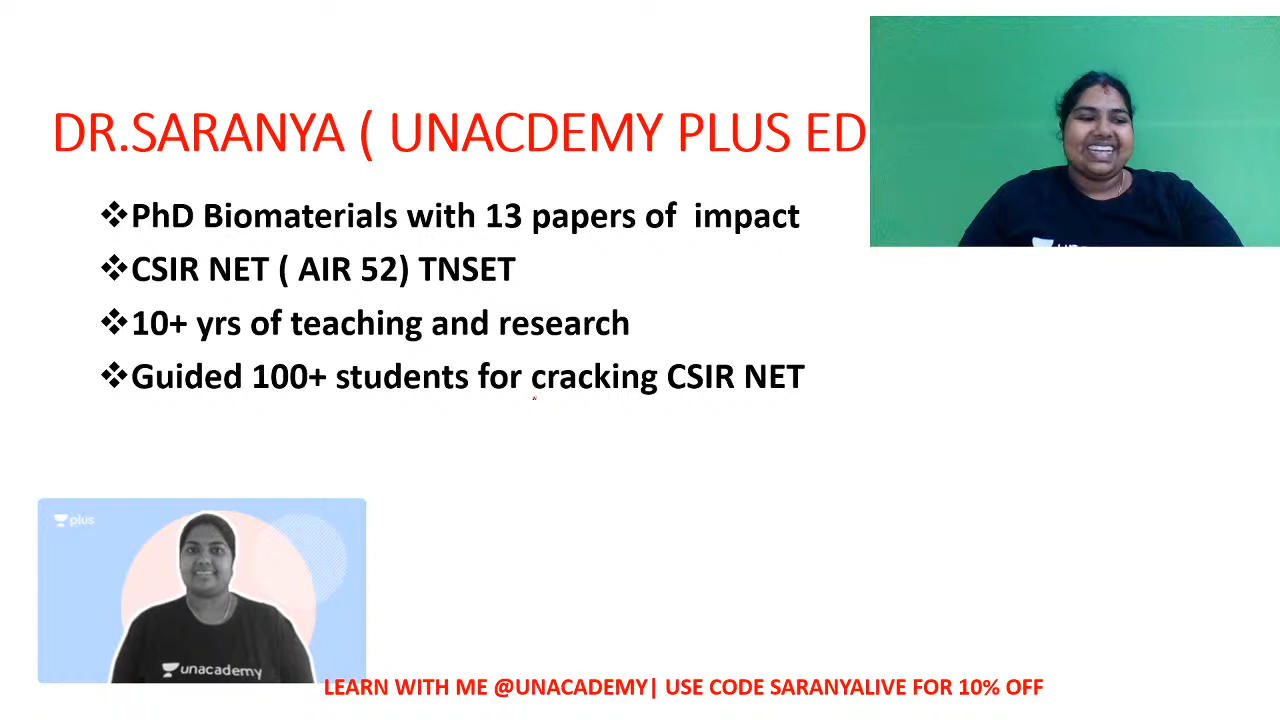 DR.SARANYA ( UNACDEMY PLUS ED
❖PhD Biomaterials with 13 papers of impact
❖CSIR NET ( AIR 52) TNSET
❖10+ yrs of teaching and research
❖Guided 100+ students for cracking CSIR NET
plus
unacademy
LEARN WITH ME @UNACADEMY| USE CODE SARANYALIVE FOR 10% OFF